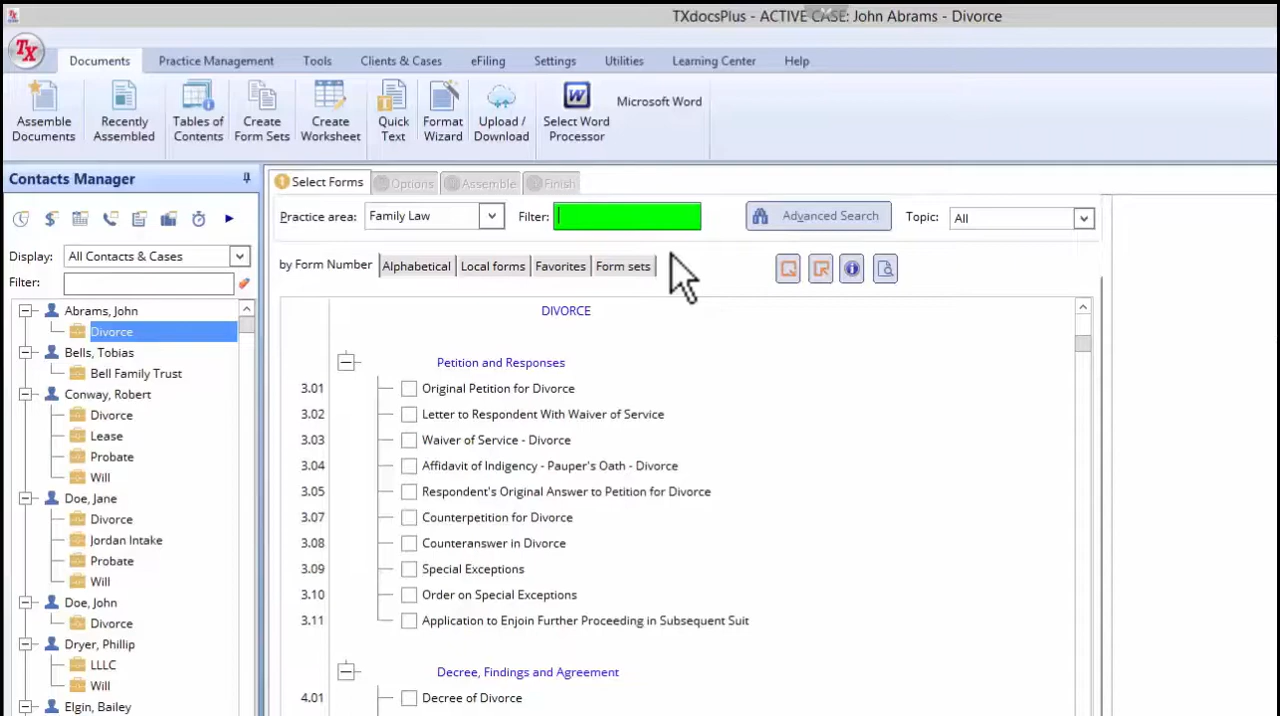 TXdocsPlus - ACTIVE CASE: John Abrams - Divorce
TX
Documents Practice Management Tools Clients & Cases eFiling Settings Utilities Learning Center Help
Assemble Documents
Recently Assembled
Tables of Contents
Create Form Sets
Create Worksheet
Quick Text
Format Wizard
Upload / Download
Select Word Processor
Microsoft Word
Contacts Manager
Display: All Contacts & Cases
Filter:
Abrams, John
Divorce
Bells, Tobias
Bell Family Trust
Conway, Robert
Divorce
Lease
Probate
Will
Doe, Jane
Divorce
Jordan Intake
Probate
Will
Doe, John
Divorce
Dryer, Phillip
LLLC
Will
Elgin, Bailey
1 Select Forms Options Assemble Finish
Practice area: Family Law Filter: Advanced Search Topic: All
by Form Number Alphabetical Local forms Favorites Form sets
DIVORCE
Petition and Responses
3.01 Original Petition for Divorce
3.02 Letter to Respondent With Waiver of Service
3.03 Waiver of Service - Divorce
3.04 Affidavit of Indigency - Pauper's Oath - Divorce
3.05 Respondent's Original Answer to Petition for Divorce
3.07 Counterpetition for Divorce
3.08 Counteranswer in Divorce
3.09 Special Exceptions
3.10 Order on Special Exceptions
3.11 Application to Enjoin Further Proceeding in Subsequent Suit
Decree, Findings and Agreement
4.01 Decree of Divorce